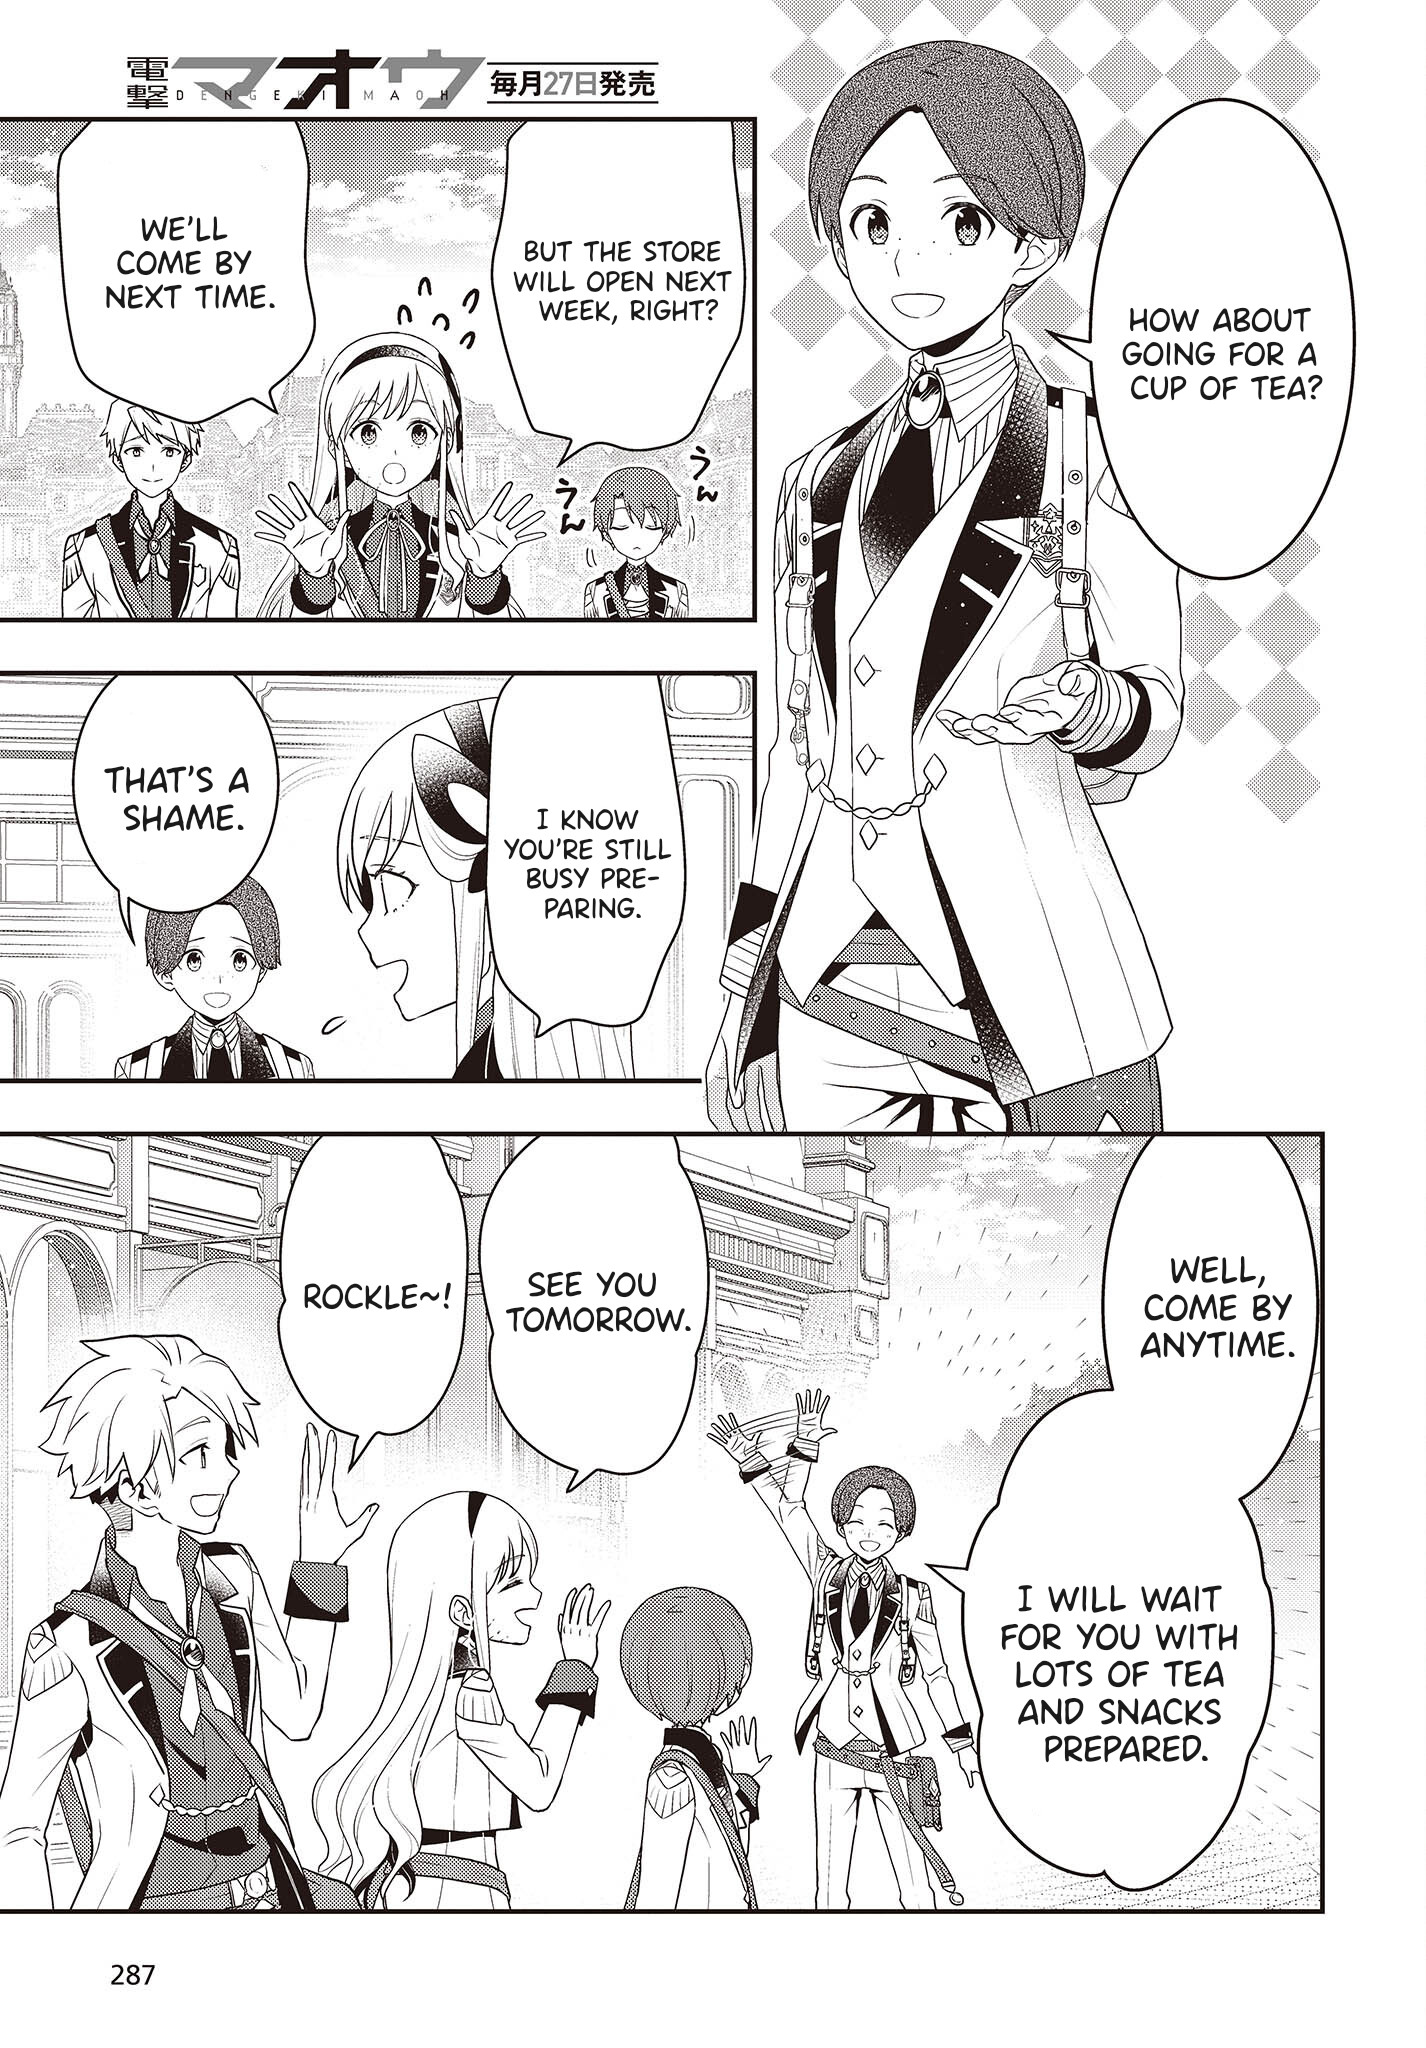 電撃マオウ
DENGEKI MAOH
毎月27日発売
HOW ABOUT
GOING FOR A
CUP OF TEA?
BUT THE STORE
WILL OPEN NEXT
WEEK, RIGHT?
うん
うん
WE'LL
COME BY
NEXT TIME.
I KNOW
YOU'RE STILL
BUSY PRE-
PARING.
THAT'S A
SHAME.
WELL,
COME BY
ANYTIME.
I WILL WAIT
FOR YOU WITH
LOTS OF TEA
AND SNACKS
PREPARED.
SEE YOU
TOMORROW.
ROCKLE~!
287